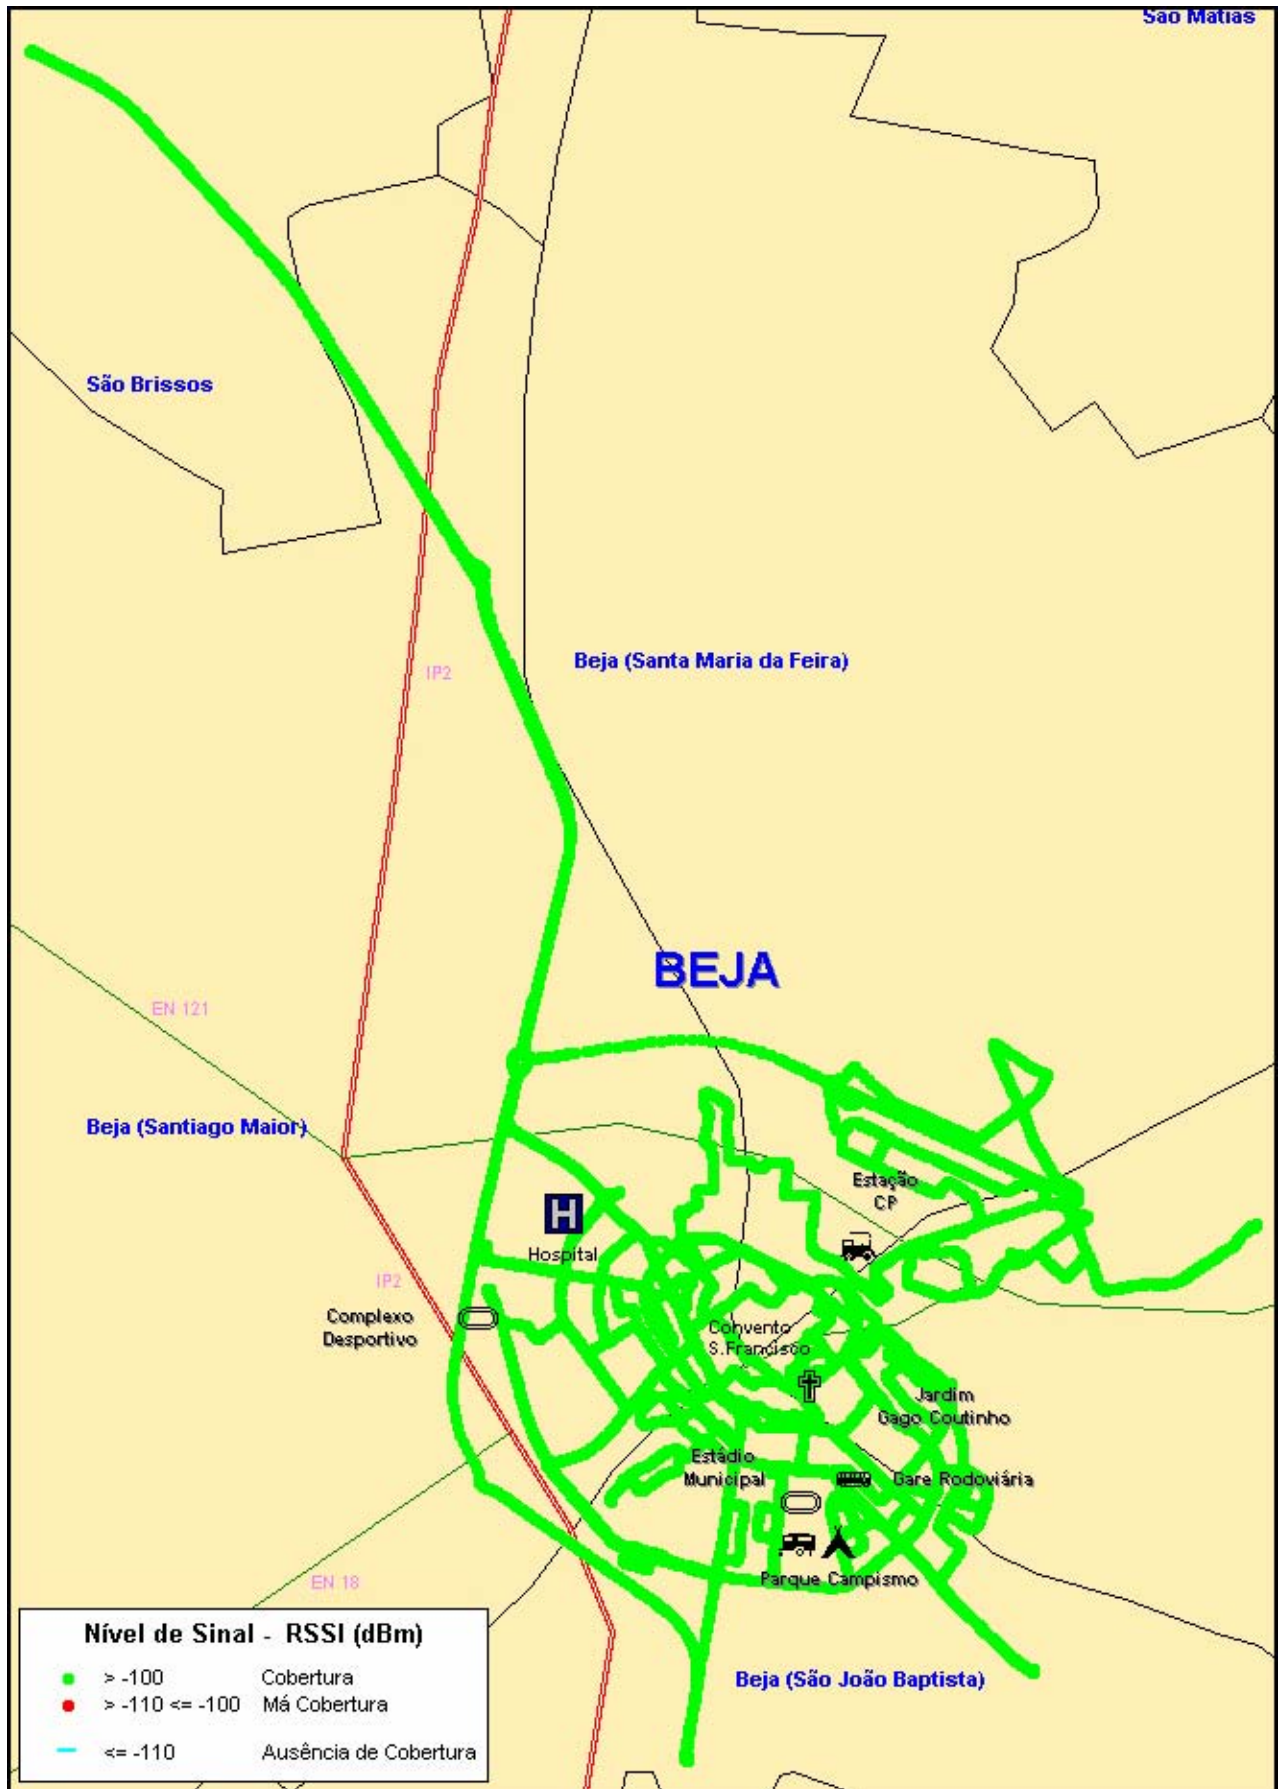 São Matias
São Brissos
Beja (Santa Maria da Feira)
IP2
BEJA
EN 121
Beja (Santiago Maior)
Estação
CP
H
Hospital
IP2
Complexo
Desportivo
Convento
S.Francisco
Jardim
Gago Coutinho
Estádio
Municipal
Gare Rodoviária
Parque Campismo
EN 18
Nível de Sinal - RSSI (dBm)
> -100 Cobertura
> -110 <= -100 Má Cobertura
<= -110 Ausência de Cobertura
Beja (São João Baptista)